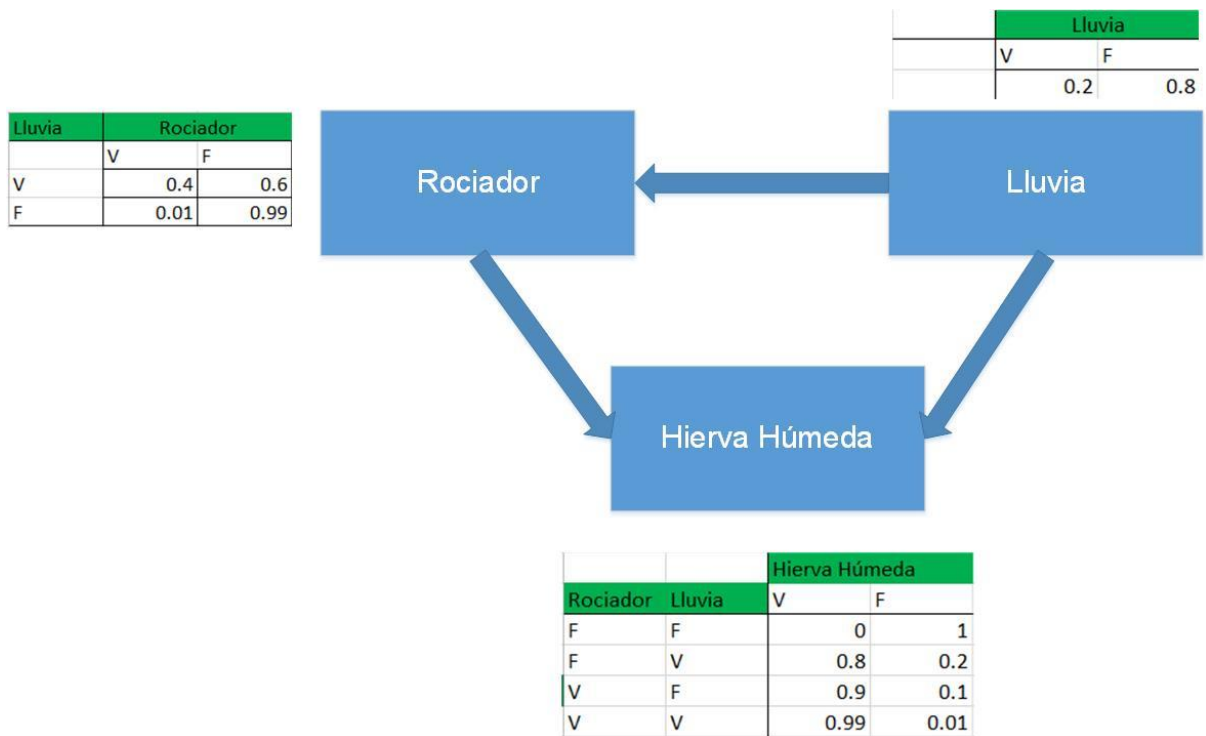 Lluvia
V F
0.2 0.8
Lluvia Rociador
V F
V 0.4 0.6
F 0.01 0.99
Rociador
Lluvia
Hierva Húmeda
Hierva Húmeda
Rociador Lluvia V F
F F 0 1
F V 0.8 0.2
V F 0.9 0.1
V V 0.99 0.01